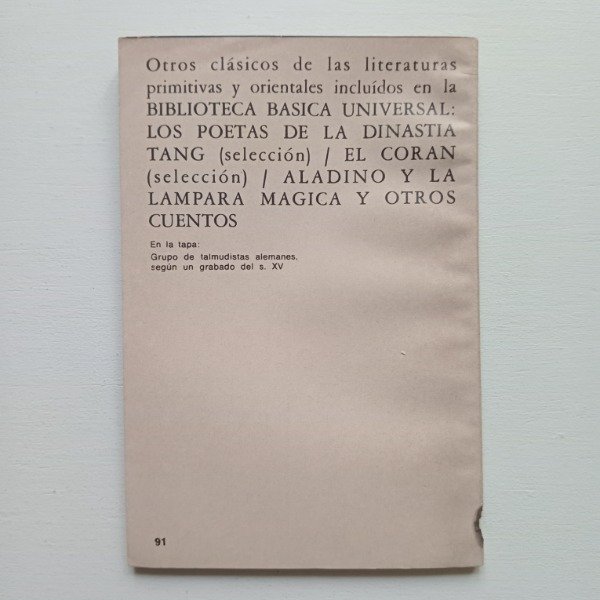 Otros clásicos de las literaturas
primitivas y orientales incluídos en la
BIBLIOTECA BASICA UNIVERSAL:
LOS POETAS DE LA DINASTIA
TANG (selección) / EL CORAN
(selección) / ALADINO Y LA
LAMPARA MAGICA Y OTROS
CUENTOS
En la tapa:
Grupo de talmudistas alemanes,
según un grabado del s. XV
91